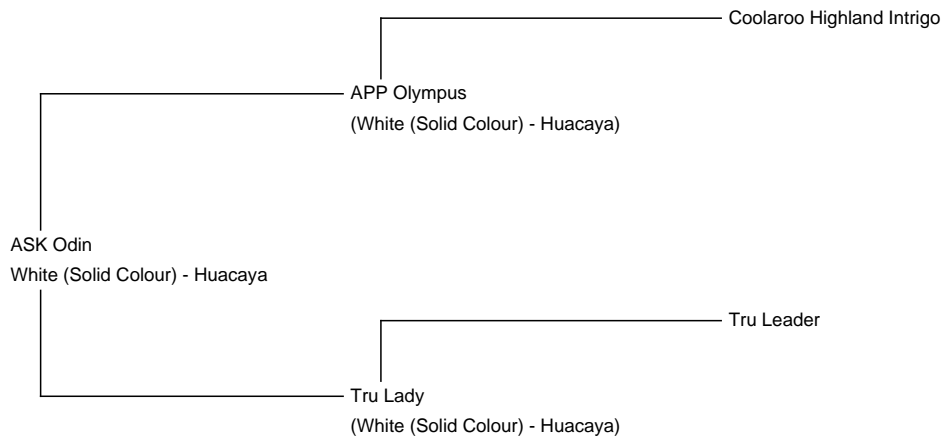 Coolaroo Highland Intrigo
APP Olympus
(White (Solid Colour) - Huacaya)
ASK Odin
White (Solid Colour) - Huacaya
Tru Leader
Tru Lady
(White (Solid Colour) - Huacaya)